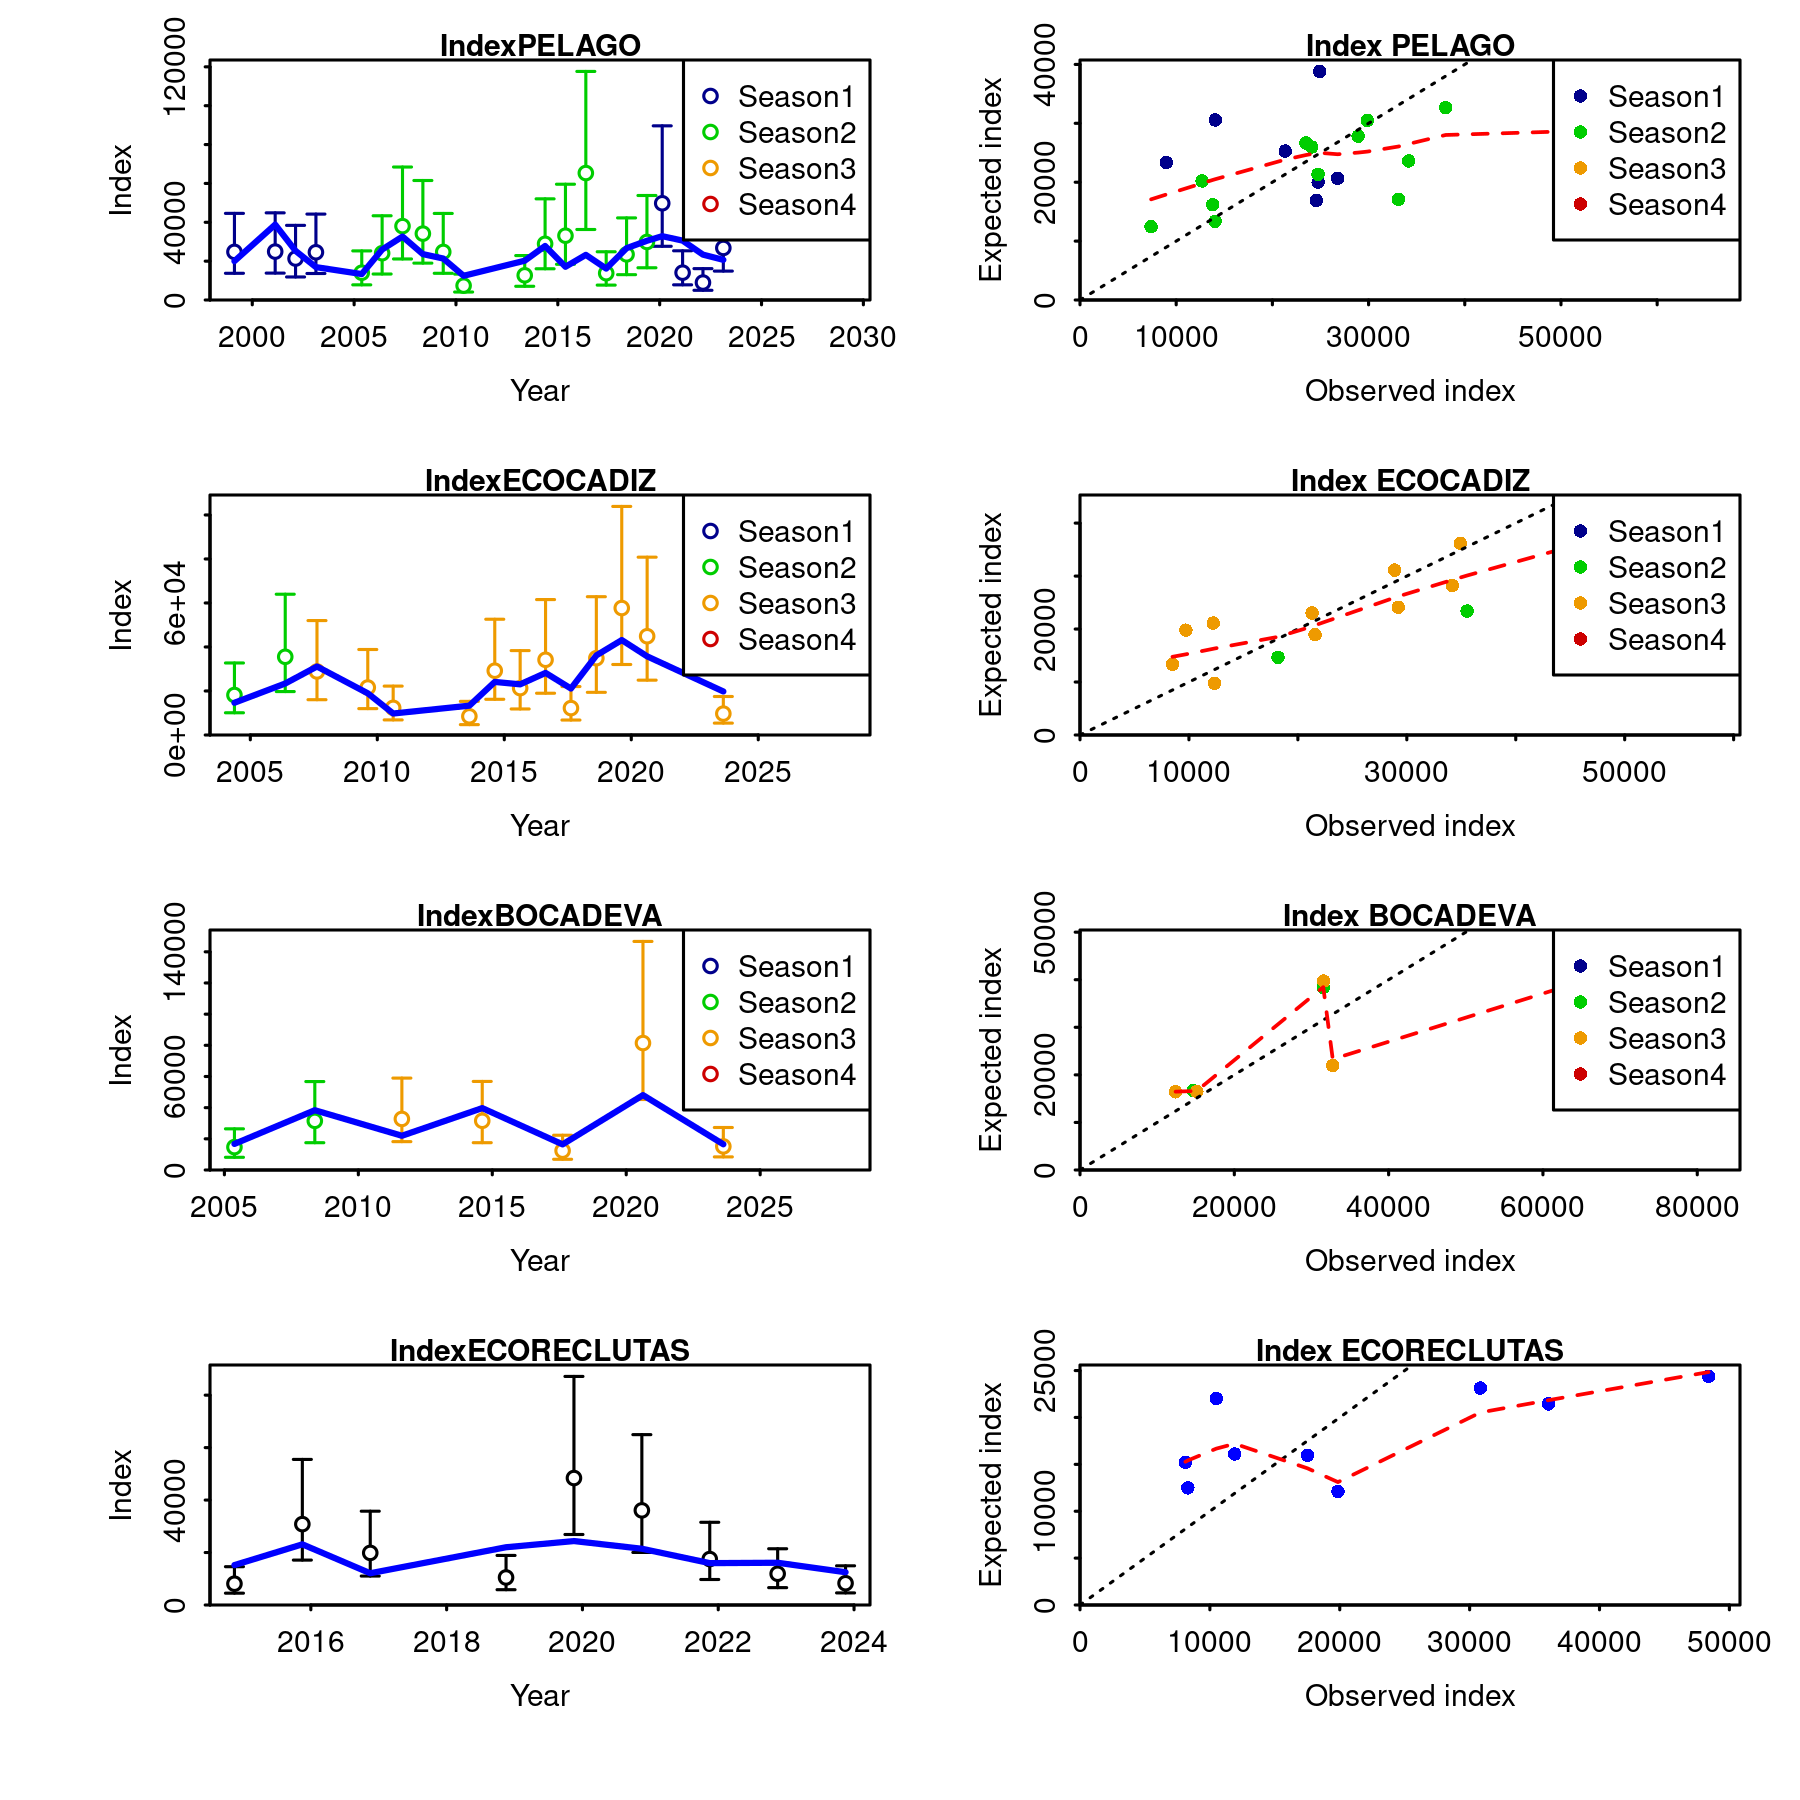 IndexPELAGO
Index
0
40000
120000
2000 2005 2010 2015 2020 2025 2030
Year
Season1
Season2
Season3
Season4
Index PELAGO
Expected index
0
20000
40000
0 10000 30000 50000
Observed index
Season1
Season2
Season3
Season4
IndexECOCADIZ
Index
0e+00
6e+04
2005 2010 2015 2020 2025
Year
Season1
Season2
Season3
Season4
Index ECOCADIZ
Expected index
0
20000
0 10000 30000 50000
Observed index
Season1
Season2
Season3
Season4
IndexBOCADEVA
Index
0
60000
140000
2005 2010 2015 2020 2025
Year
Season1
Season2
Season3
Season4
Index BOCADEVA
Expected index
0
20000
50000
0 20000 40000 60000 80000
Observed index
Season1
Season2
Season3
Season4
IndexECORECLUTAS
Index
0
40000
2016 2018 2020 2022 2024
Year
Index ECORECLUTAS
Expected index
0
10000
25000
0 10000 20000 30000 40000 50000
Observed index